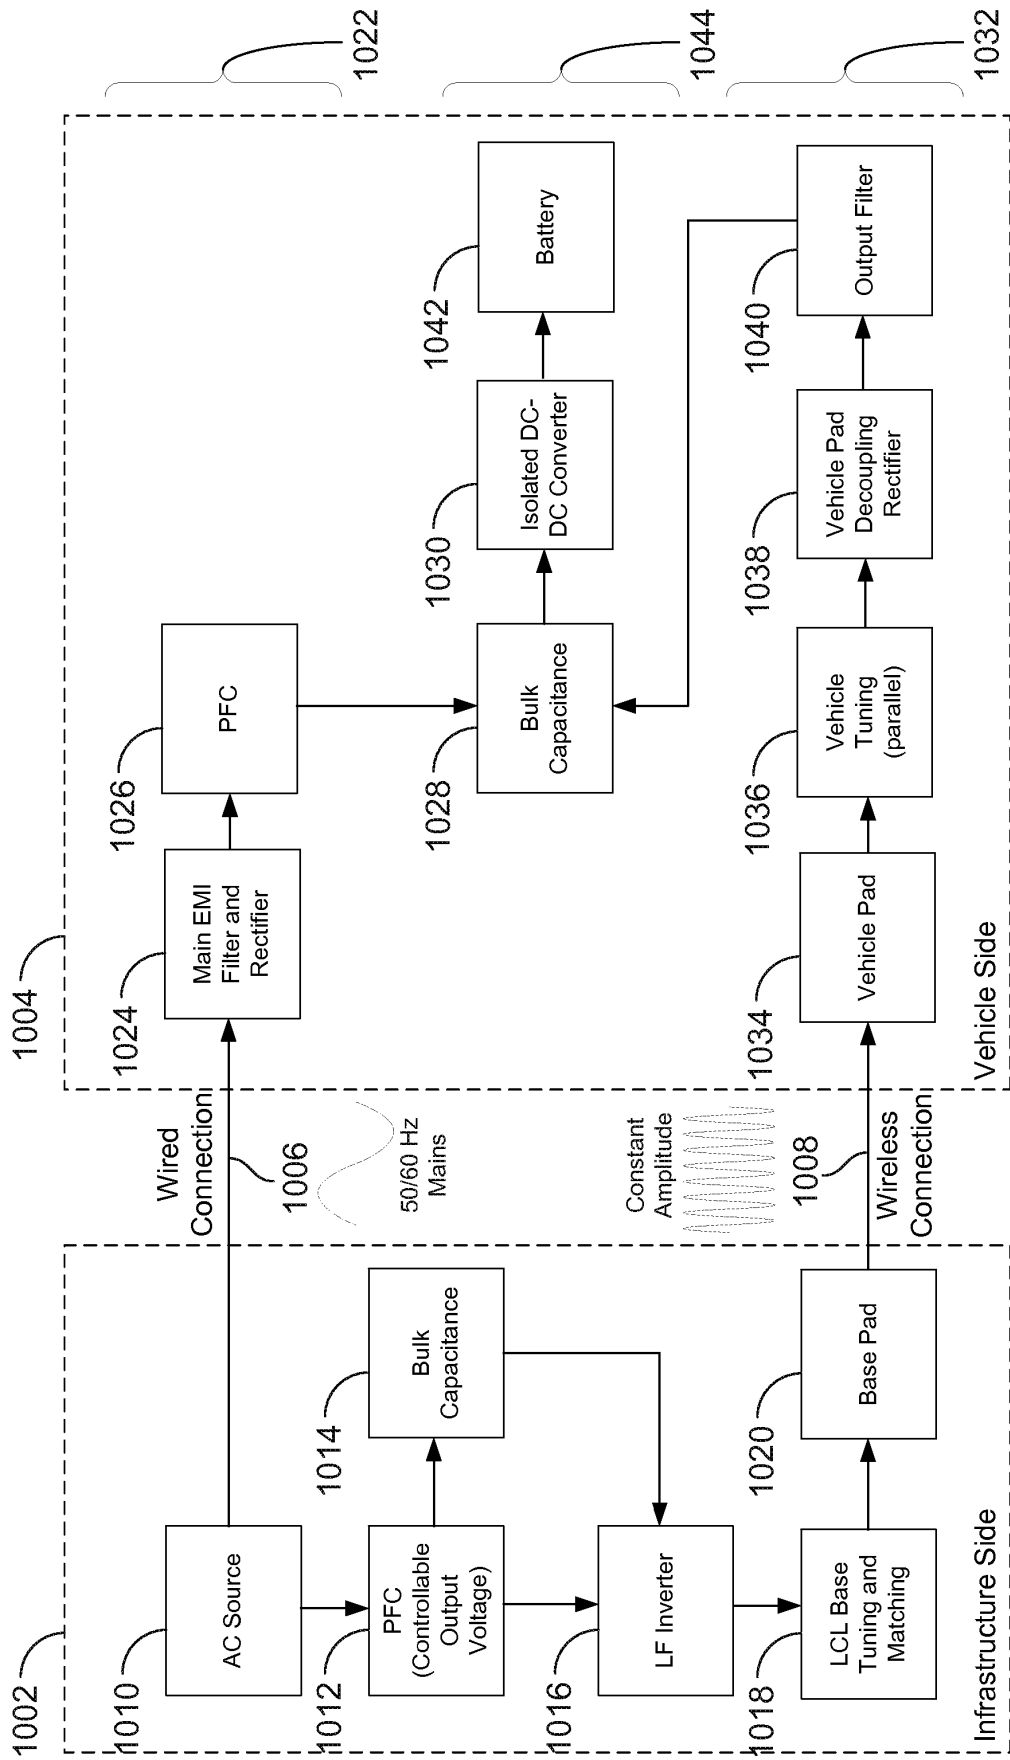 1002
1004
1010
AC Source
1012
PFC
(Controllable
Output
Voltage)
1014
Bulk
Capacitance
1016
LF Inverter
1018
LCL Base
Tuning and
Matching
1020
Base Pad
Infrastructure Side
Wired
Connection
1006
50/60 Hz
Mains
Constant
Amplitude
1008
Wireless
Connection
1024
Main EMI
Filter and
Rectifier
1026
PFC
1022
1028
Bulk
Capacitance
1030
Isolated DC-
DC Converter
1042
Battery
1044
1034
Vehicle Pad
1036
Vehicle
Tuning
(parallel)
1038
Vehicle Pad
Decoupling
Rectifier
1040
Output Filter
1032
Vehicle Side